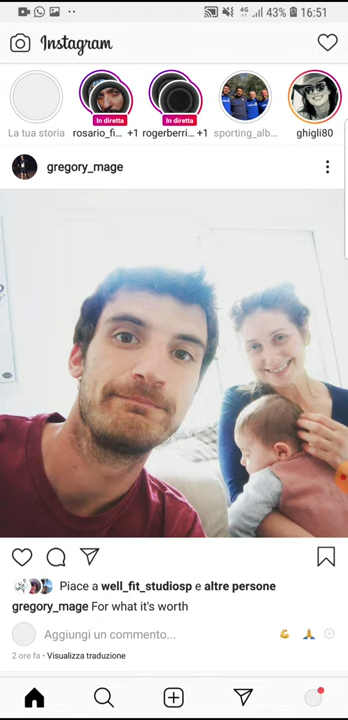 43% 16:51
Instagram
La tua storia
rosario_fi... +1
In diretta
rogerberri... +1
In diretta
sporting_alb...
ghigli80
gregory_mage
Piace a well_fit_studiosp e altre persone
gregory_mage For what it's worth
Aggiungi un commento...
2 ore fa · Visualizza traduzione